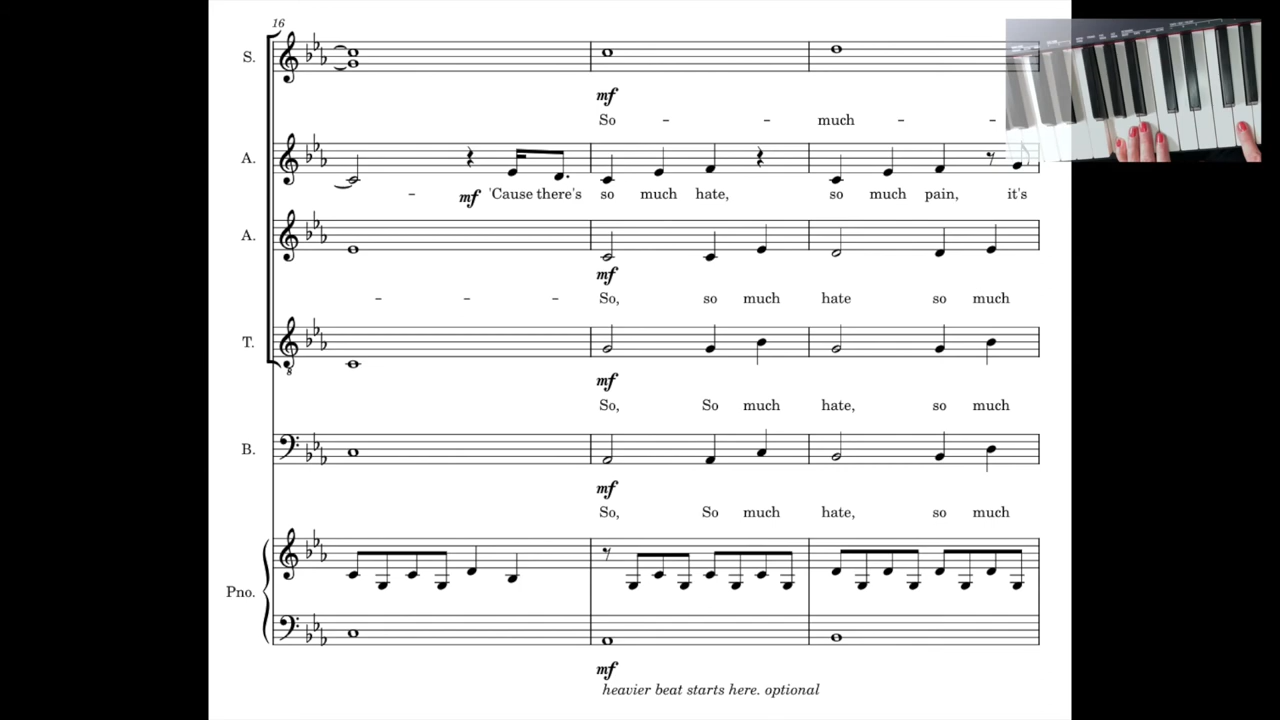 16
S.
mf
So - - much - -
A.
- mf 'Cause there's so much hate, so much pain, it's
A.
mf
- - - So, so much hate so much
T.
8
mf
So, So much hate, so much
B.
mf
So, So much hate, so much
Pno.
mf
heavier beat starts here. optional